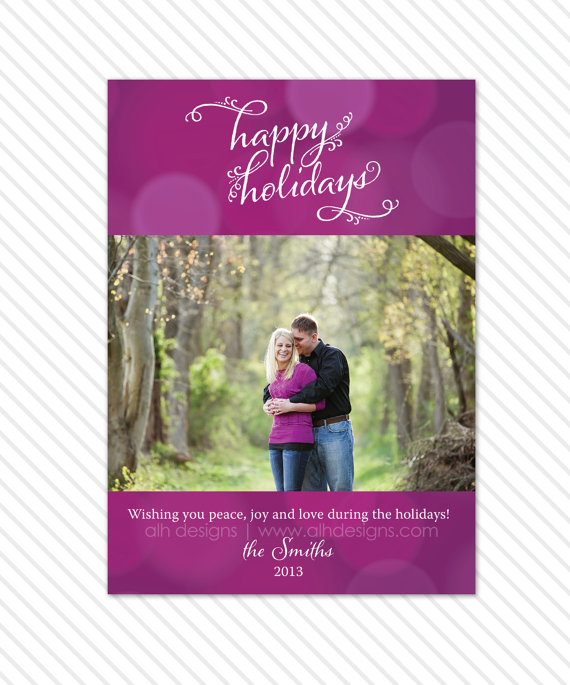 happy
holidays
Wishing you peace, joy and love during the holidays!
alh designs | www.alhdesigns.com
the Smiths
2013